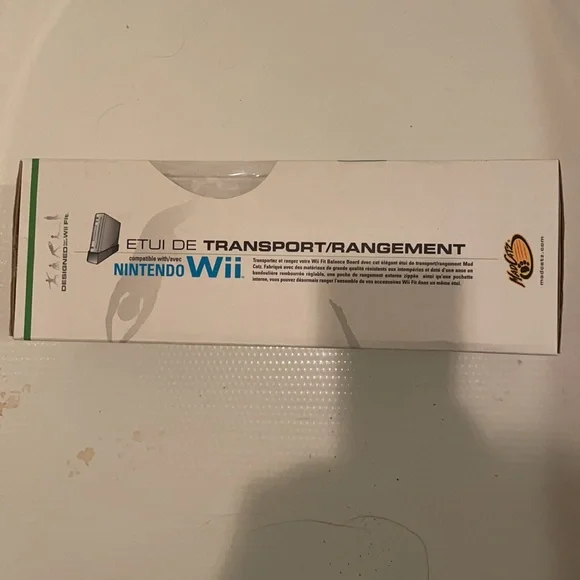 DESIGNED for Wii Fit
ETUI DE TRANSPORT/RANGEMENT
compatible with/avec
NINTENDO Wii
Transportez et rangez votre Wii Fit Balance Board avec cet élégant étui de transport/rangement Mad
Catz. Fabriqué avec des matériaux de grande qualité résistants aux intempéries et doté d'une anse en
bandoulière rembourrée réglable, une poche de rangement externe zippée ainsi qu'une pochette
interne, vous pouvez désormais ranger l'ensemble de vos accessoires Wii Fit dans un même étui.
Mad Catz
madcatz.com